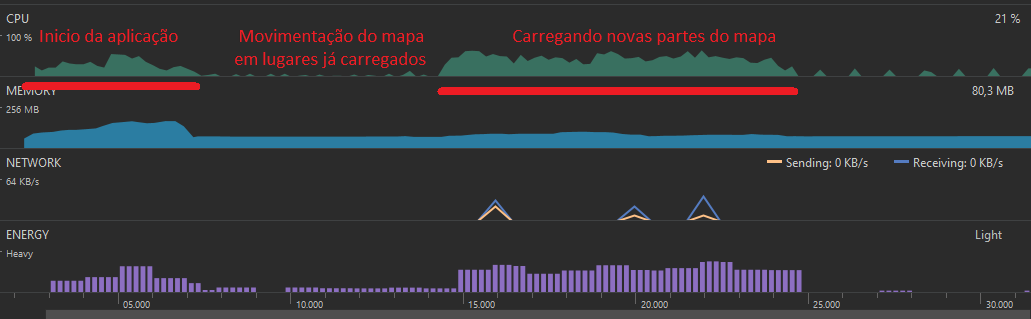 CPU
21 %
100 %
Inicio da aplicação
Movimentação do mapa
em lugares já carregados
Carregando novas partes do mapa
MEMORY
80,3 MB
256 MB
NETWORK
Sending: 0 KB/s
Receiving: 0 KB/s
64 KB/s
ENERGY
Light
Heavy
05.000
10.000
15.000
20.000
25.000
30.000